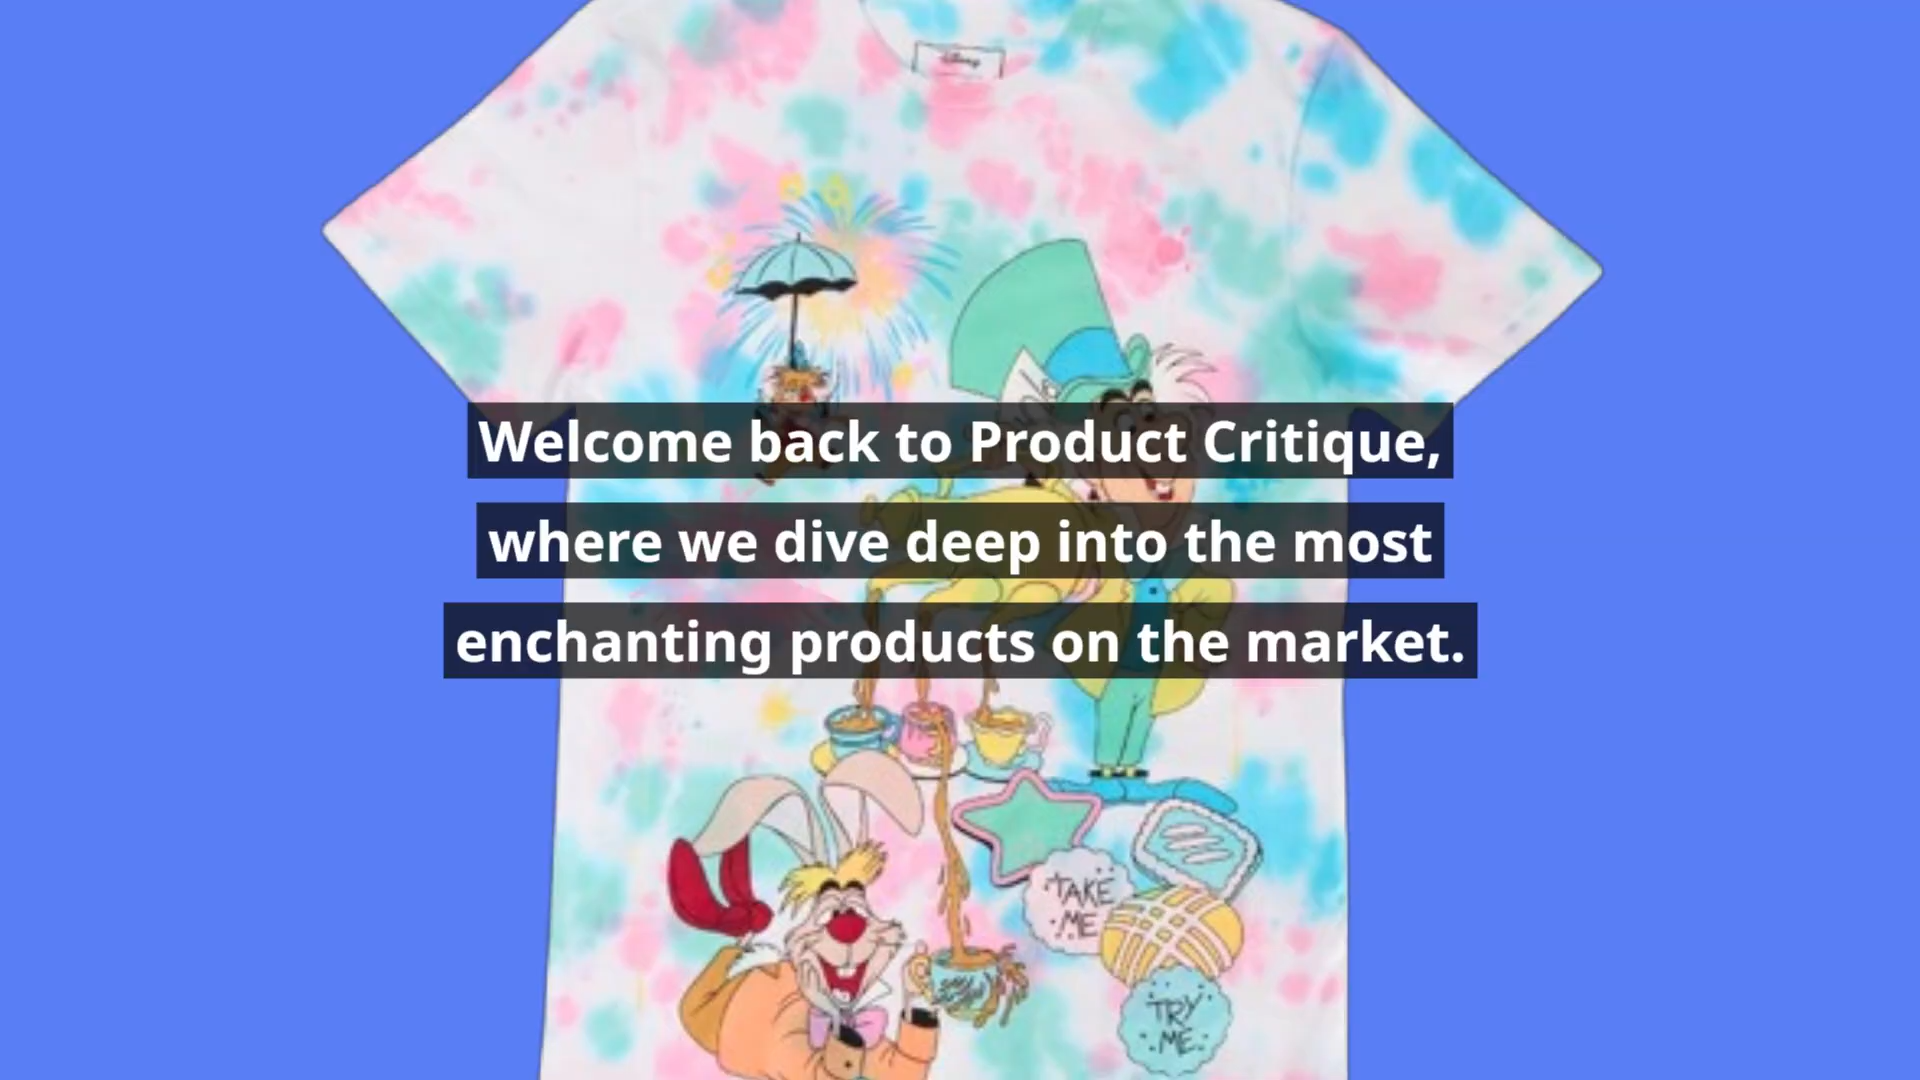 Disney
Welcome back to Product Critique,
where we dive deep into the most
enchanting products on the market.
TAKE
ME
TRY
ME